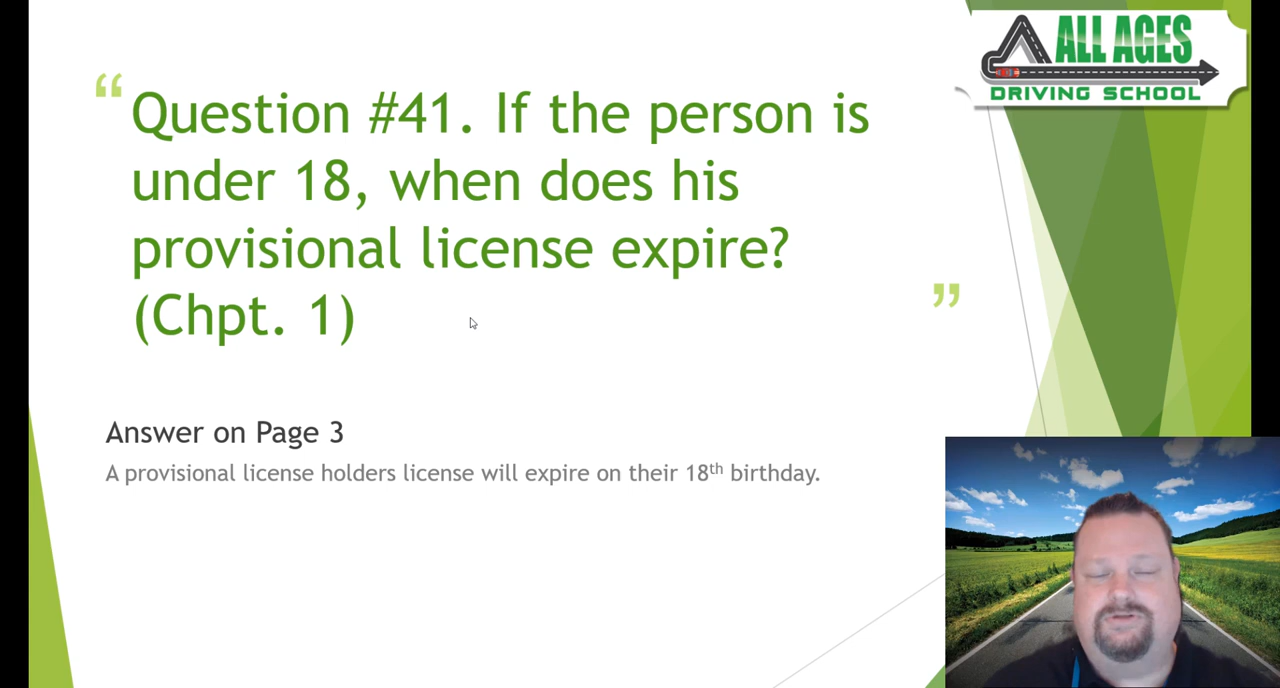 ALL AGES
DRIVING SCHOOL
“
Question #41. If the person is
under 18, when does his
provisional license expire?
(Chpt. 1)
”
Answer on Page 3
A provisional license holders license will expire on their 18th birthday.